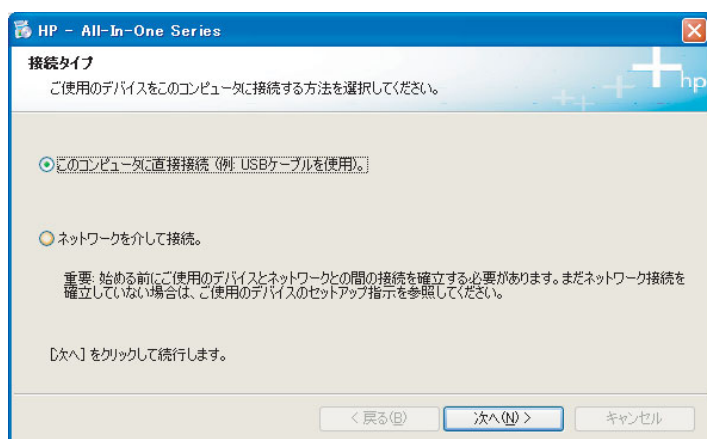 HP - All-In-One Series
接続タイプ
ご使用のデバイスをこのコンピュータに接続する方法を選択してください。
hp
このコンピュータに直接接続 (例: USBケーブルを使用)。
ネットワークを介して接続。
重要: 始める前にご使用のデバイスとネットワークとの間の接続を確立する必要があります。まだネットワーク接続を
確立していない場合は、ご使用のデバイスのセットアップ指示を参照してください。
[次へ] をクリックして続行します。
< 戻る(B)
次へ(N) >
キャンセル